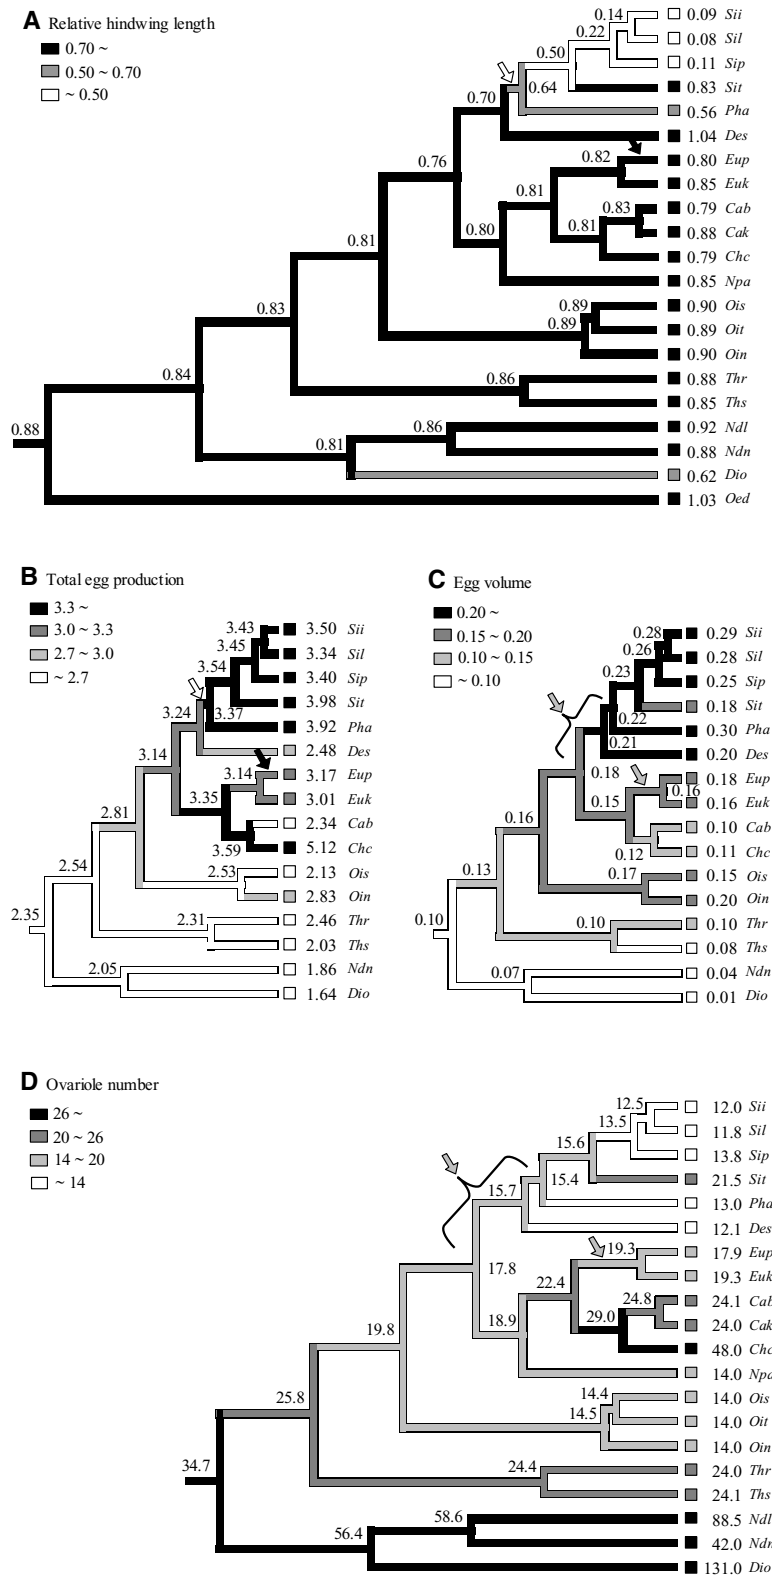 A Relative hindwing length
0.70 ~
0.50 ~ 0.70
~ 0.50
0.14
0.22
0.50
0.64
0.70
0.76
0.82
0.81
0.83
0.81
0.80
0.81
0.89
0.89
0.83
0.86
0.84
0.86
0.81
0.88
0.09 Sii
0.08 Sil
0.11 Sip
0.83 Sit
0.56 Pha
1.04 Des
0.80 Eup
0.85 Euk
0.79 Cab
0.88 Cak
0.79 Chc
0.85 Npa
0.90 Ois
0.89 Oit
0.90 Oin
0.88 Thr
0.85 Ths
0.92 Ndl
0.88 Ndn
0.62 Dio
1.03 Oed
B Total egg production
3.3 ~
3.0 ~ 3.3
2.7 ~ 3.0
~ 2.7
3.43
3.45
3.54
3.37
3.24
3.14
3.14
3.35
3.59
2.81
2.53
2.54
2.31
2.35
2.05
3.50 Sii
3.34 Sil
3.40 Sip
3.98 Sit
3.92 Pha
2.48 Des
3.17 Eup
3.01 Euk
2.34 Cab
5.12 Chc
2.13 Ois
2.83 Oin
2.46 Thr
2.03 Ths
1.86 Ndn
1.64 Dio
C Egg volume
0.20 ~
0.15 ~ 0.20
0.10 ~ 0.15
~ 0.10
0.28
0.26
0.23
0.22
0.21
0.18
0.16
0.15
0.16
0.12
0.17
0.13
0.10
0.10
0.07
0.29 Sii
0.28 Sil
0.25 Sip
0.18 Sit
0.30 Pha
0.20 Des
0.18 Eup
0.16 Euk
0.10 Cab
0.11 Chc
0.15 Ois
0.20 Oin
0.10 Thr
0.08 Ths
0.04 Ndn
0.01 Dio
D Ovariole number
26 ~
20 ~ 26
14 ~ 20
~ 14
12.5
13.5
15.6
15.4
15.7
17.8
19.3
22.4
24.8
29.0
18.9
19.8
14.4
14.5
25.8
24.4
34.7
58.6
56.4
12.0 Sii
11.8 Sil
13.8 Sip
21.5 Sit
13.0 Pha
12.1 Des
17.9 Eup
19.3 Euk
24.1 Cab
24.0 Cak
48.0 Chc
14.0 Npa
14.0 Ois
14.0 Oit
14.0 Oin
24.0 Thr
24.1 Ths
88.5 Ndl
42.0 Ndn
131.0 Dio